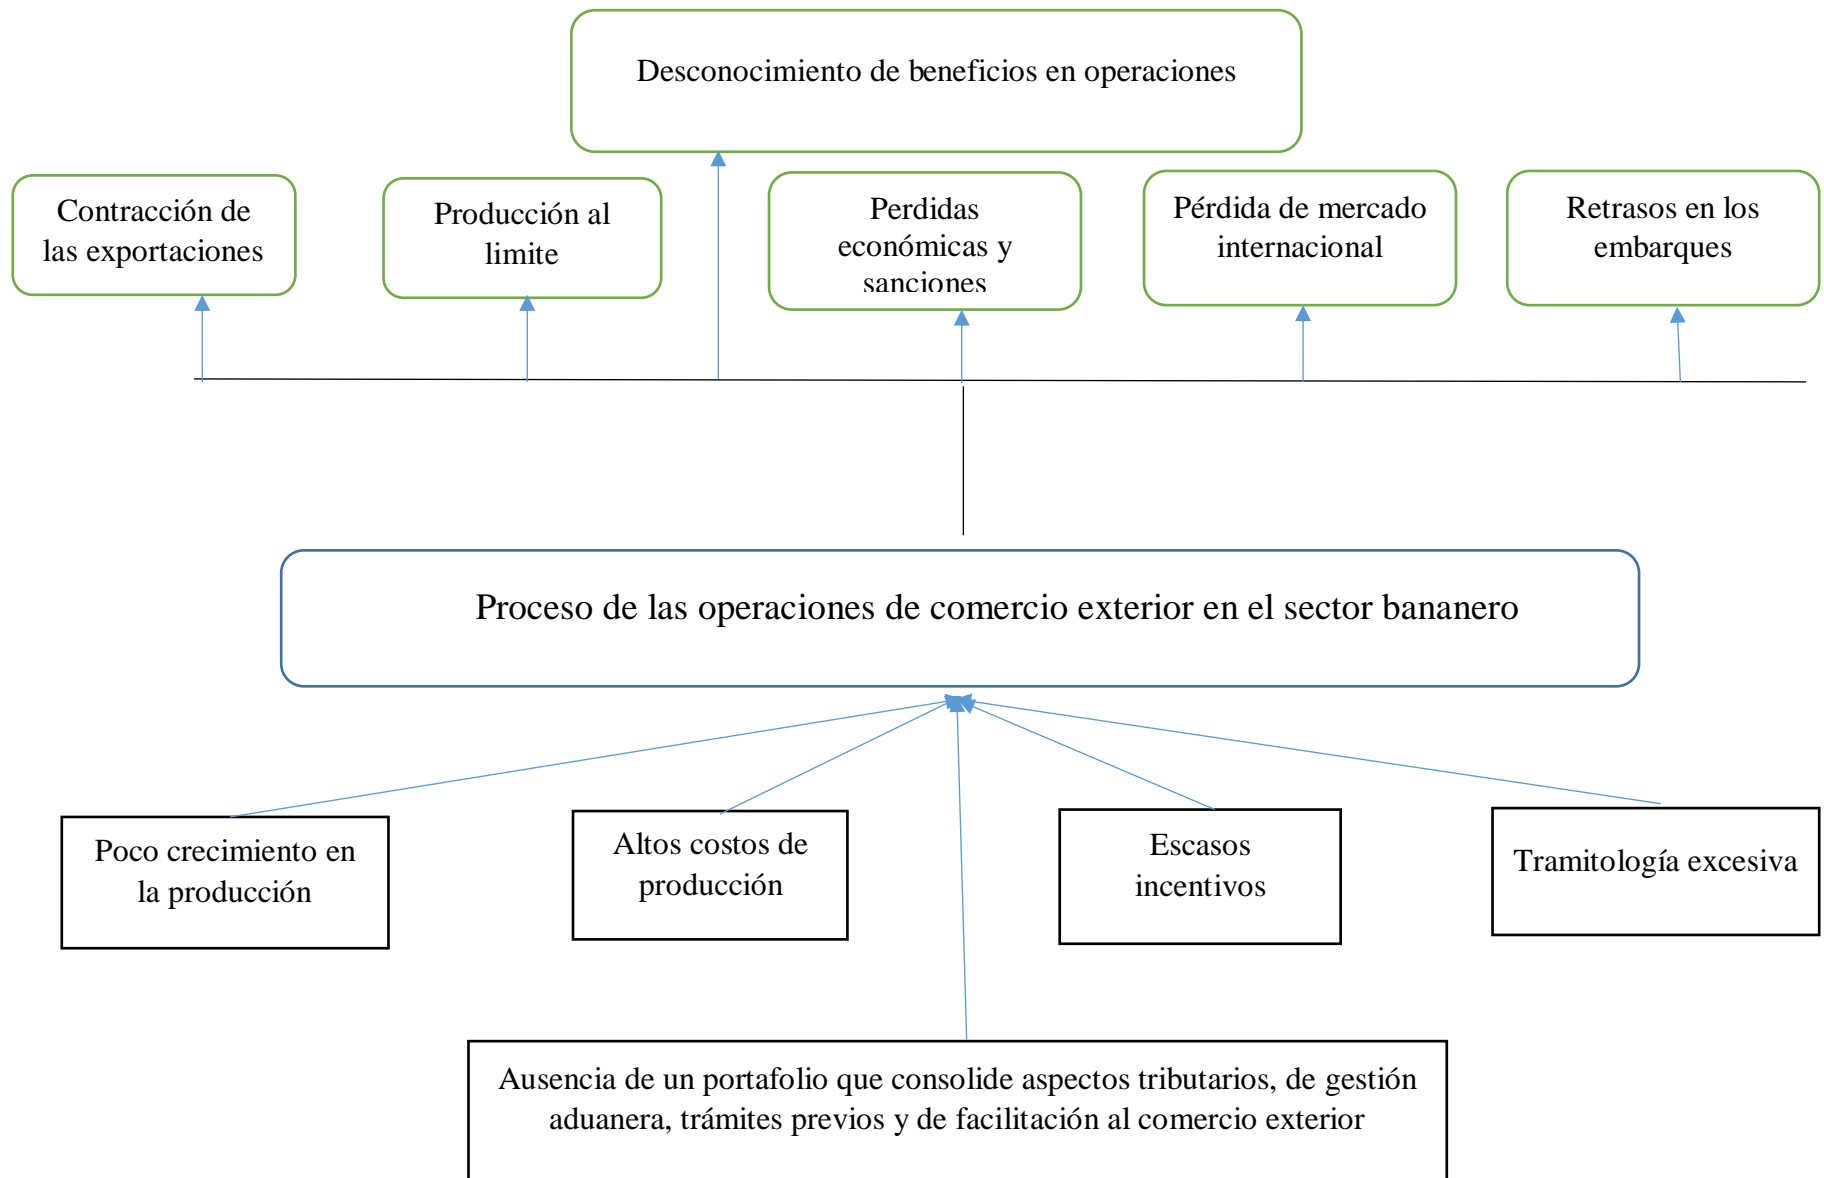 Desconocimiento de beneficios en operaciones
Contracción de
las exportaciones
Producción al
limite
Perdidas
económicas y
sanciones
Pérdida de mercado
internacional
Retrasos en los
embarques
Proceso de las operaciones de comercio exterior en el sector bananero
Poco crecimiento en
la producción
Altos costos de
producción
Escasos
incentivos
Tramitología excesiva
Ausencia de un portafolio que consolide aspectos tributarios, de gestión
aduanera, trámites previos y de facilitación al comercio exterior